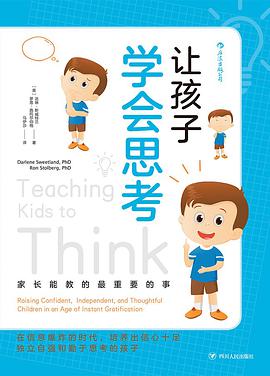 让孩子
学会思考
Darlene Sweetland, PhD
Ron Stolberg, PhD
Teaching
Kids to
Think
家长能教的最重要的事
Raising Confident, Independent, and Thoughtful
Children in an Age of Instant Gratification
在信息爆炸的时代，培养出信心十足
独立自强和勤于思考的孩子
四川人民出版社